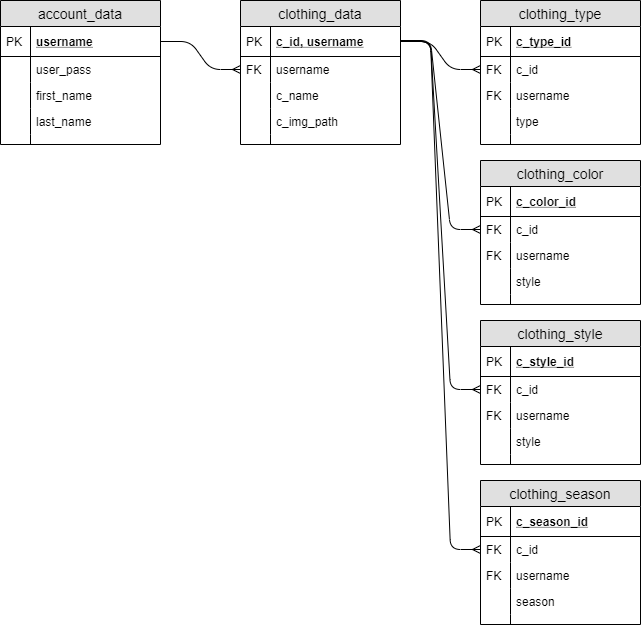 account_data
PK username
user_pass
first_name
last_name
clothing_data
PK c_id, username
FK username
c_name
c_img_path
clothing_type
PK c_type_id
FK c_id
FK username
type
clothing_color
PK c_color_id
FK c_id
FK username
style
clothing_style
PK c_style_id
FK c_id
FK username
style
clothing_season
PK c_season_id
FK c_id
FK username
season